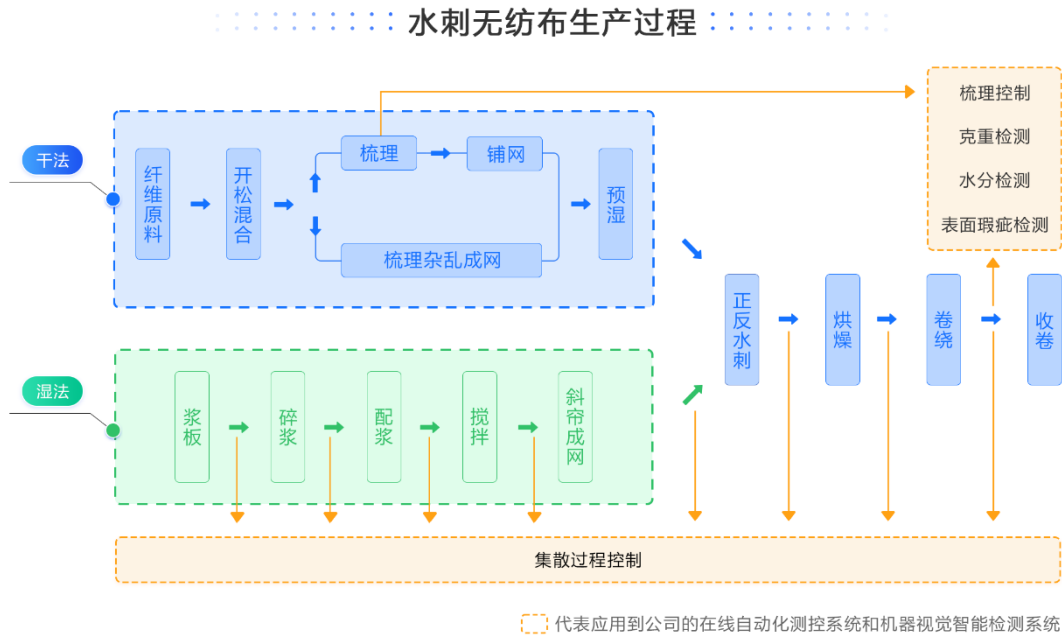 水刺无纺布生产过程
梳理控制
克重检测
水分检测
表面瑕疵检测
干法
纤维原料
开松混合
梳理
铺网
梳理杂乱成网
预湿
正反水刺
烘燥
卷绕
收卷
湿法
浆板
碎浆
配浆
搅拌
斜帘成网
集散过程控制
代表应用到公司的在线自动化测控系统和机器视觉智能检测系统